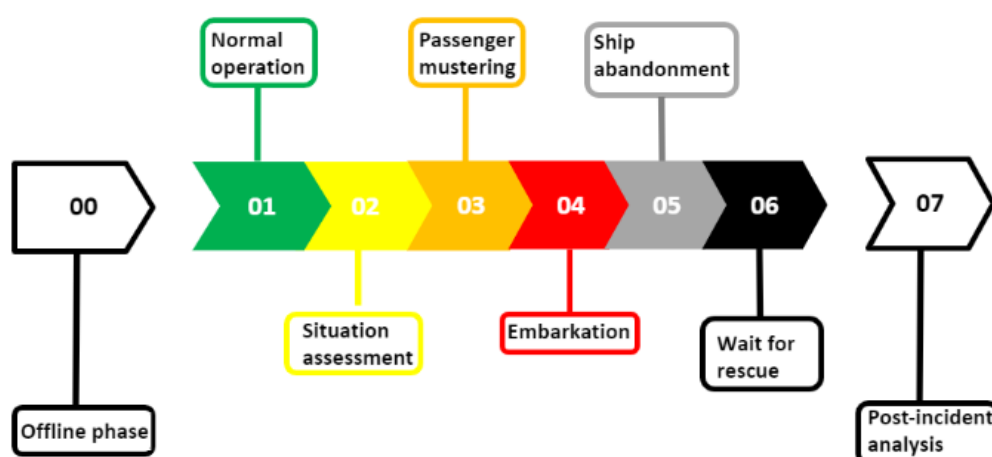 Normal
operation
Passenger
mustering
Ship
abandonment
00
01
02
03
04
05
06
07
Situation
assessment
Embarkation
Wait for
rescue
Offline phase
Post-incident
analysis